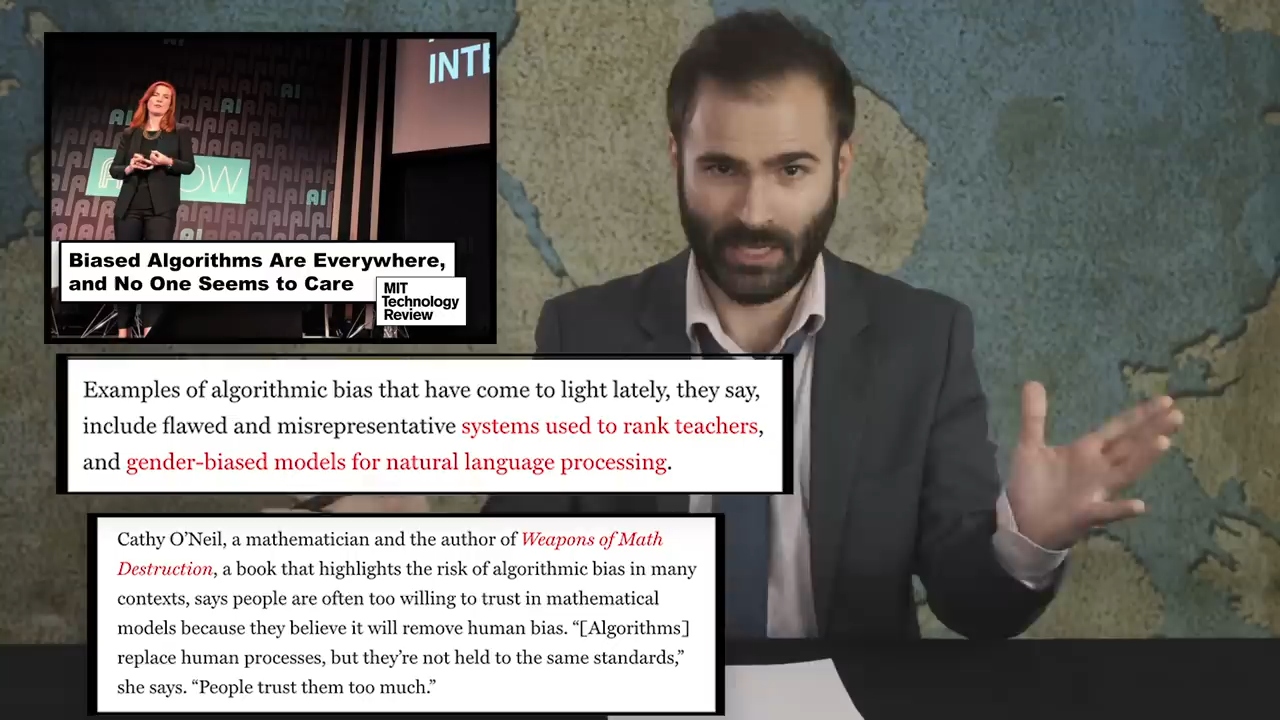 INTE
AI
NOW
Biased Algorithms Are Everywhere,
and No One Seems to Care
MIT
Technology
Review
Examples of algorithmic bias that have come to light lately, they say,
include flawed and misrepresentative systems used to rank teachers,
and gender-biased models for natural language processing.
Cathy O’Neil, a mathematician and the author of Weapons of Math
Destruction, a book that highlights the risk of algorithmic bias in many
contexts, says people are often too willing to trust in mathematical
models because they believe it will remove human bias. “[Algorithms]
replace human processes, but they’re not held to the same standards,”
she says. “People trust them too much.”